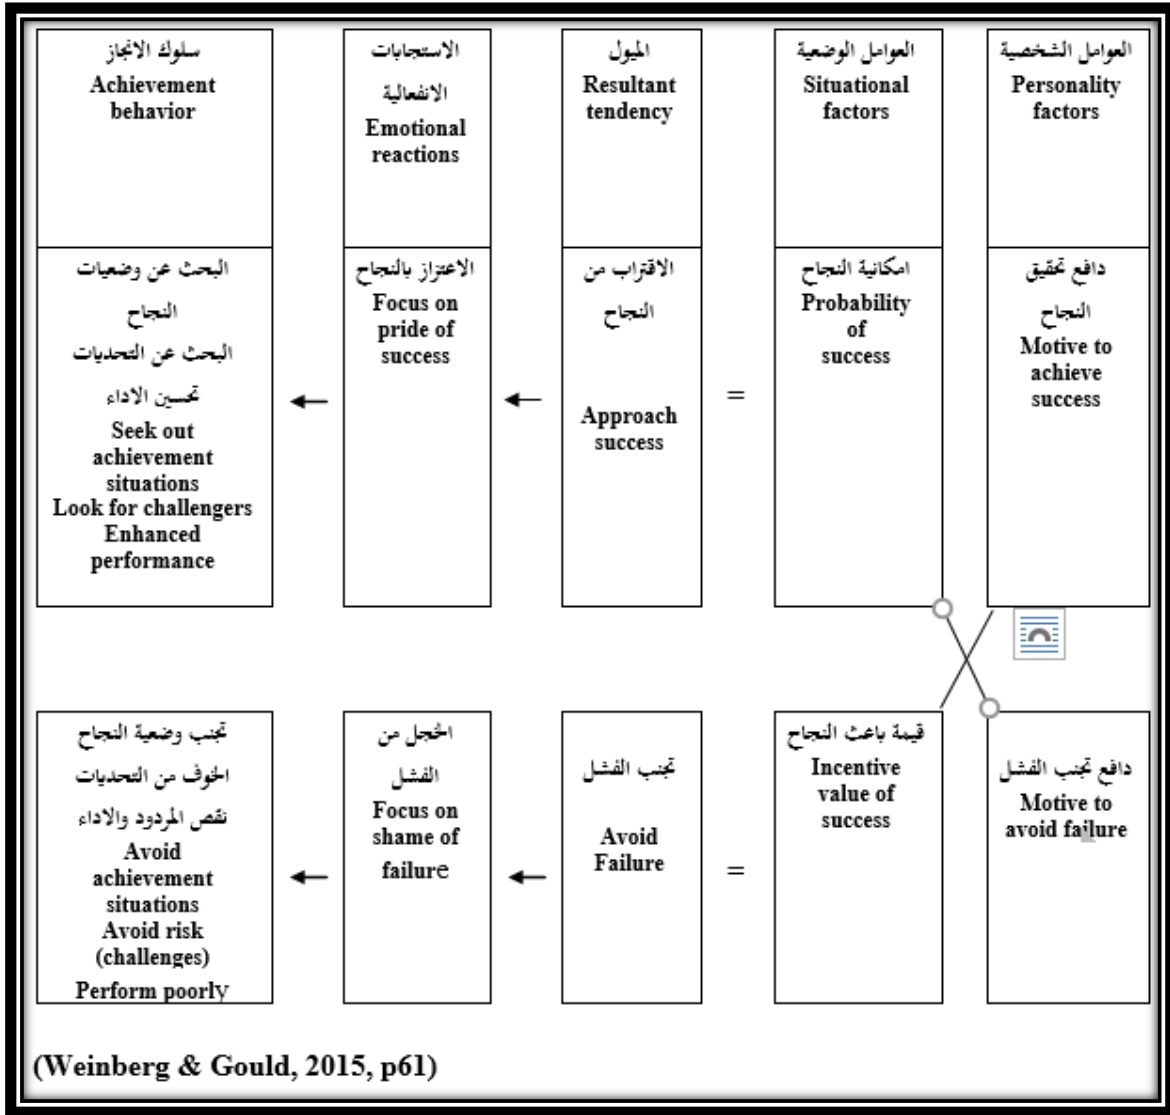 العوامل الشخصية
Personality
factors
العوامل الوضعية
Situational
factors
الميول
Resultant
tendency
الاستجابات
الانفعالية
Emotional
reactions
سلوك الانجاز
Achievement
behavior
دافع تحقيق
النجاح
Motive to
achieve
success
امكانية النجاح
Probability
of
success
=
الاقتراب من
النجاح
Approach
success
الاعتزاز بالنجاح
Focus on
pride of
success
البحث عن وضعيات
النجاح
البحث عن التحديات
تحسين الاداء
Seek out
achievement
situations
Look for challengers
Enhanced
performance
دافع تجنب الفشل
Motive to
avoid failure
قيمة باعث النجاح
Incentive
value of
success
=
تجنب الفشل
Avoid
Failure
الخجل من
الفشل
Focus on
shame of
failure
تجنب وضعية النجاح
الخوف من التحديات
نقص المردود والاداء
Avoid
achievement
situations
Avoid risk
(challenges)
Perform poorly
(Weinberg & Gould, 2015, p61)